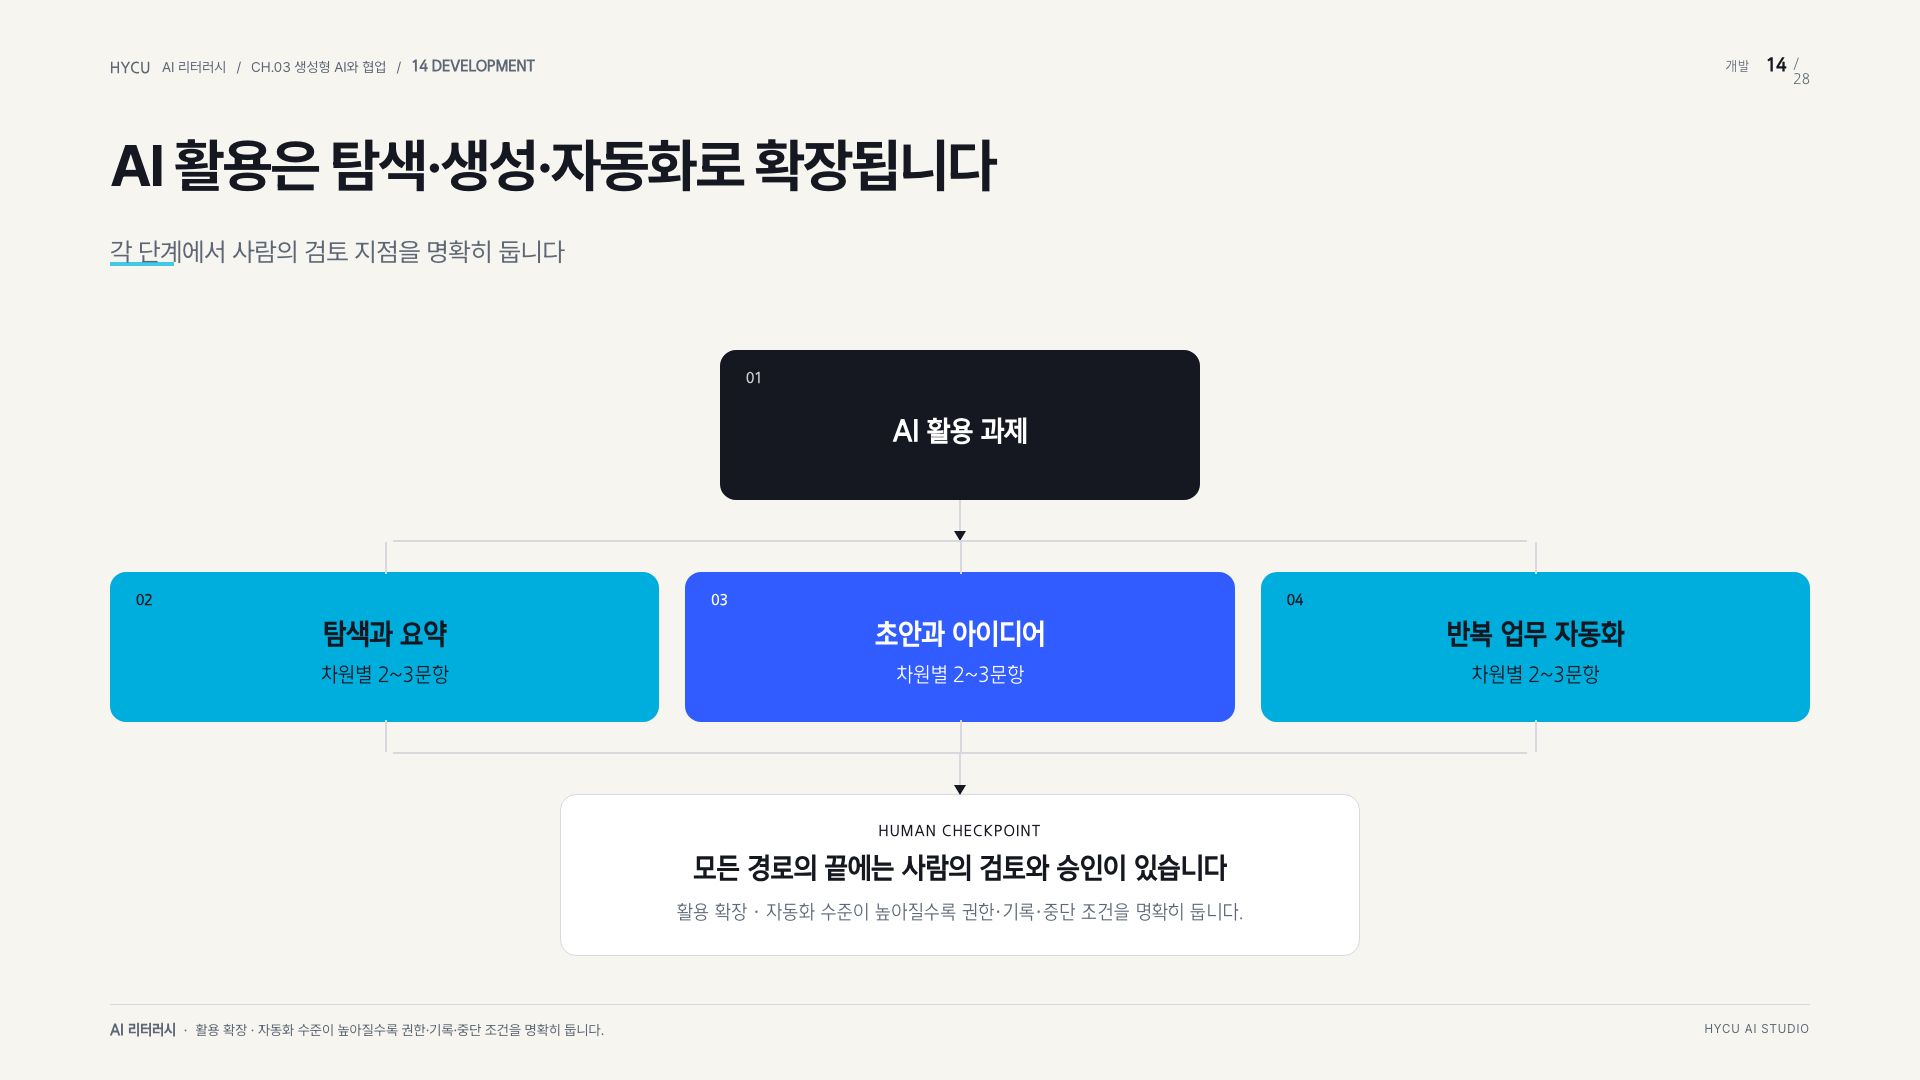 HYCU AI 리터러시 / CH.03 생성형 AI와 협업 / 14 DEVELOPMENT
개발 14 / 28
AI 활용은 탐색·생성·자동화로 확장됩니다
각 단계에서 사람의 검토 지점을 명확히 둡니다
01
AI 활용 과제
02
탐색과 요약
차원별 2~3문항
03
초안과 아이디어
차원별 2~3문항
04
반복 업무 자동화
차원별 2~3문항
HUMAN CHECKPOINT
모든 경로의 끝에는 사람의 검토와 승인이 있습니다
활용 확장 · 자동화 수준이 높아질수록 권한·기록·중단 조건을 명확히 둡니다.
AI 리터러시 · 활용 확장 · 자동화 수준이 높아질수록 권한·기록·중단 조건을 명확히 둡니다.
HYCU AI STUDIO